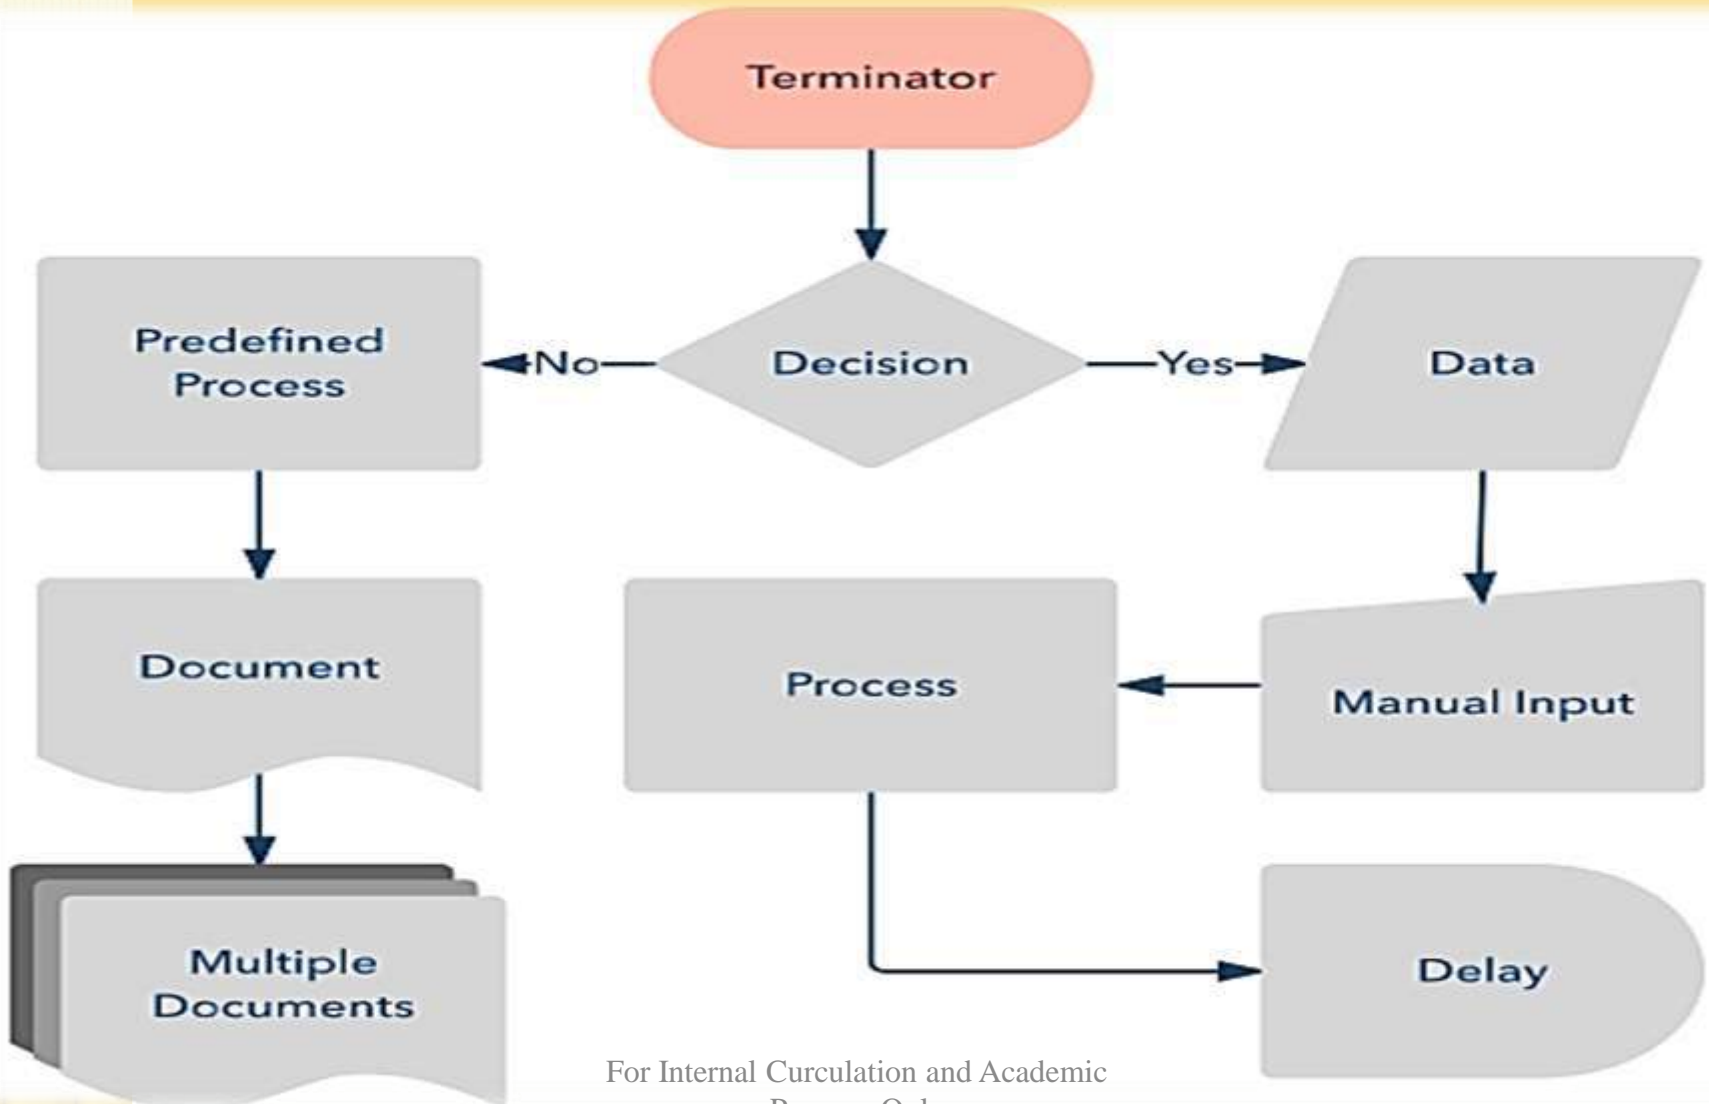 Terminator
Predefined
Process
No
Decision
Yes
Data
Document
Process
Manual Input
Multiple
Documents
Delay
For Internal Curculation and Academic